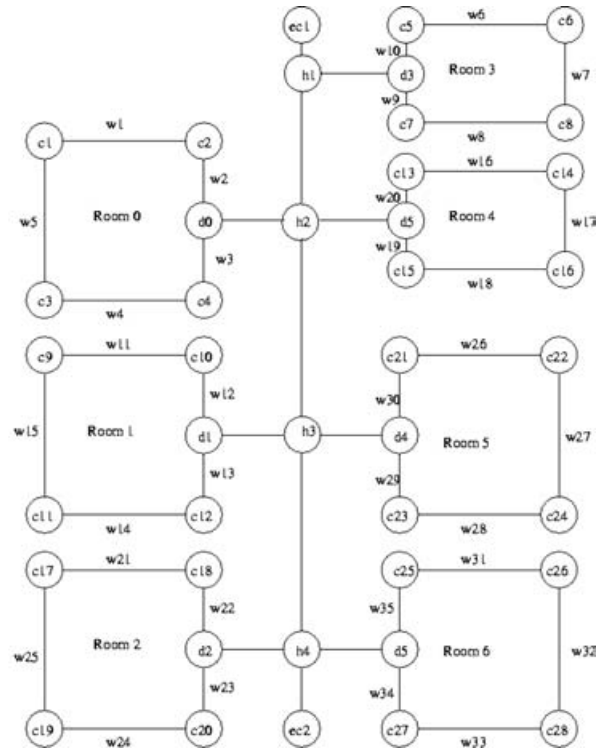 ec1 c5 w6 c6
w10
h1 d3 Room 3 w7
w9
w1 c7 w8 c8
c1 c2
w2 c13 w16 c14
w20
w5 Room 0 d0 h2 d5 Room 4 w17
w3 w19
c15 w18 c16
c3 w4 c4
w11 w26
c9 c10 c21 c22
w12 w30
w15 Room 1 d1 h3 d4 Room 5 w27
w13 w29
c11 w14 c12 c23 w28 c24
w21 w31
c17 c18 c25 c26
w22 w35
w25 Room 2 d2 h4 d5 Room 6 w32
w23 w34
c19 w24 c20 ec2 c27 w33 c28